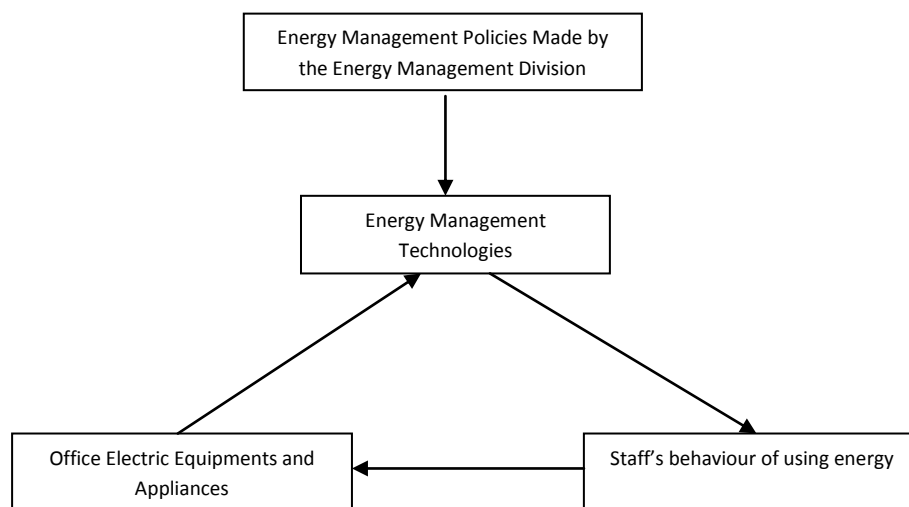 Energy Management Policies Made by
the Energy Management Division
Energy Management
Technologies
Office Electric Equipments and
Appliances
Staff’s behaviour of using energy